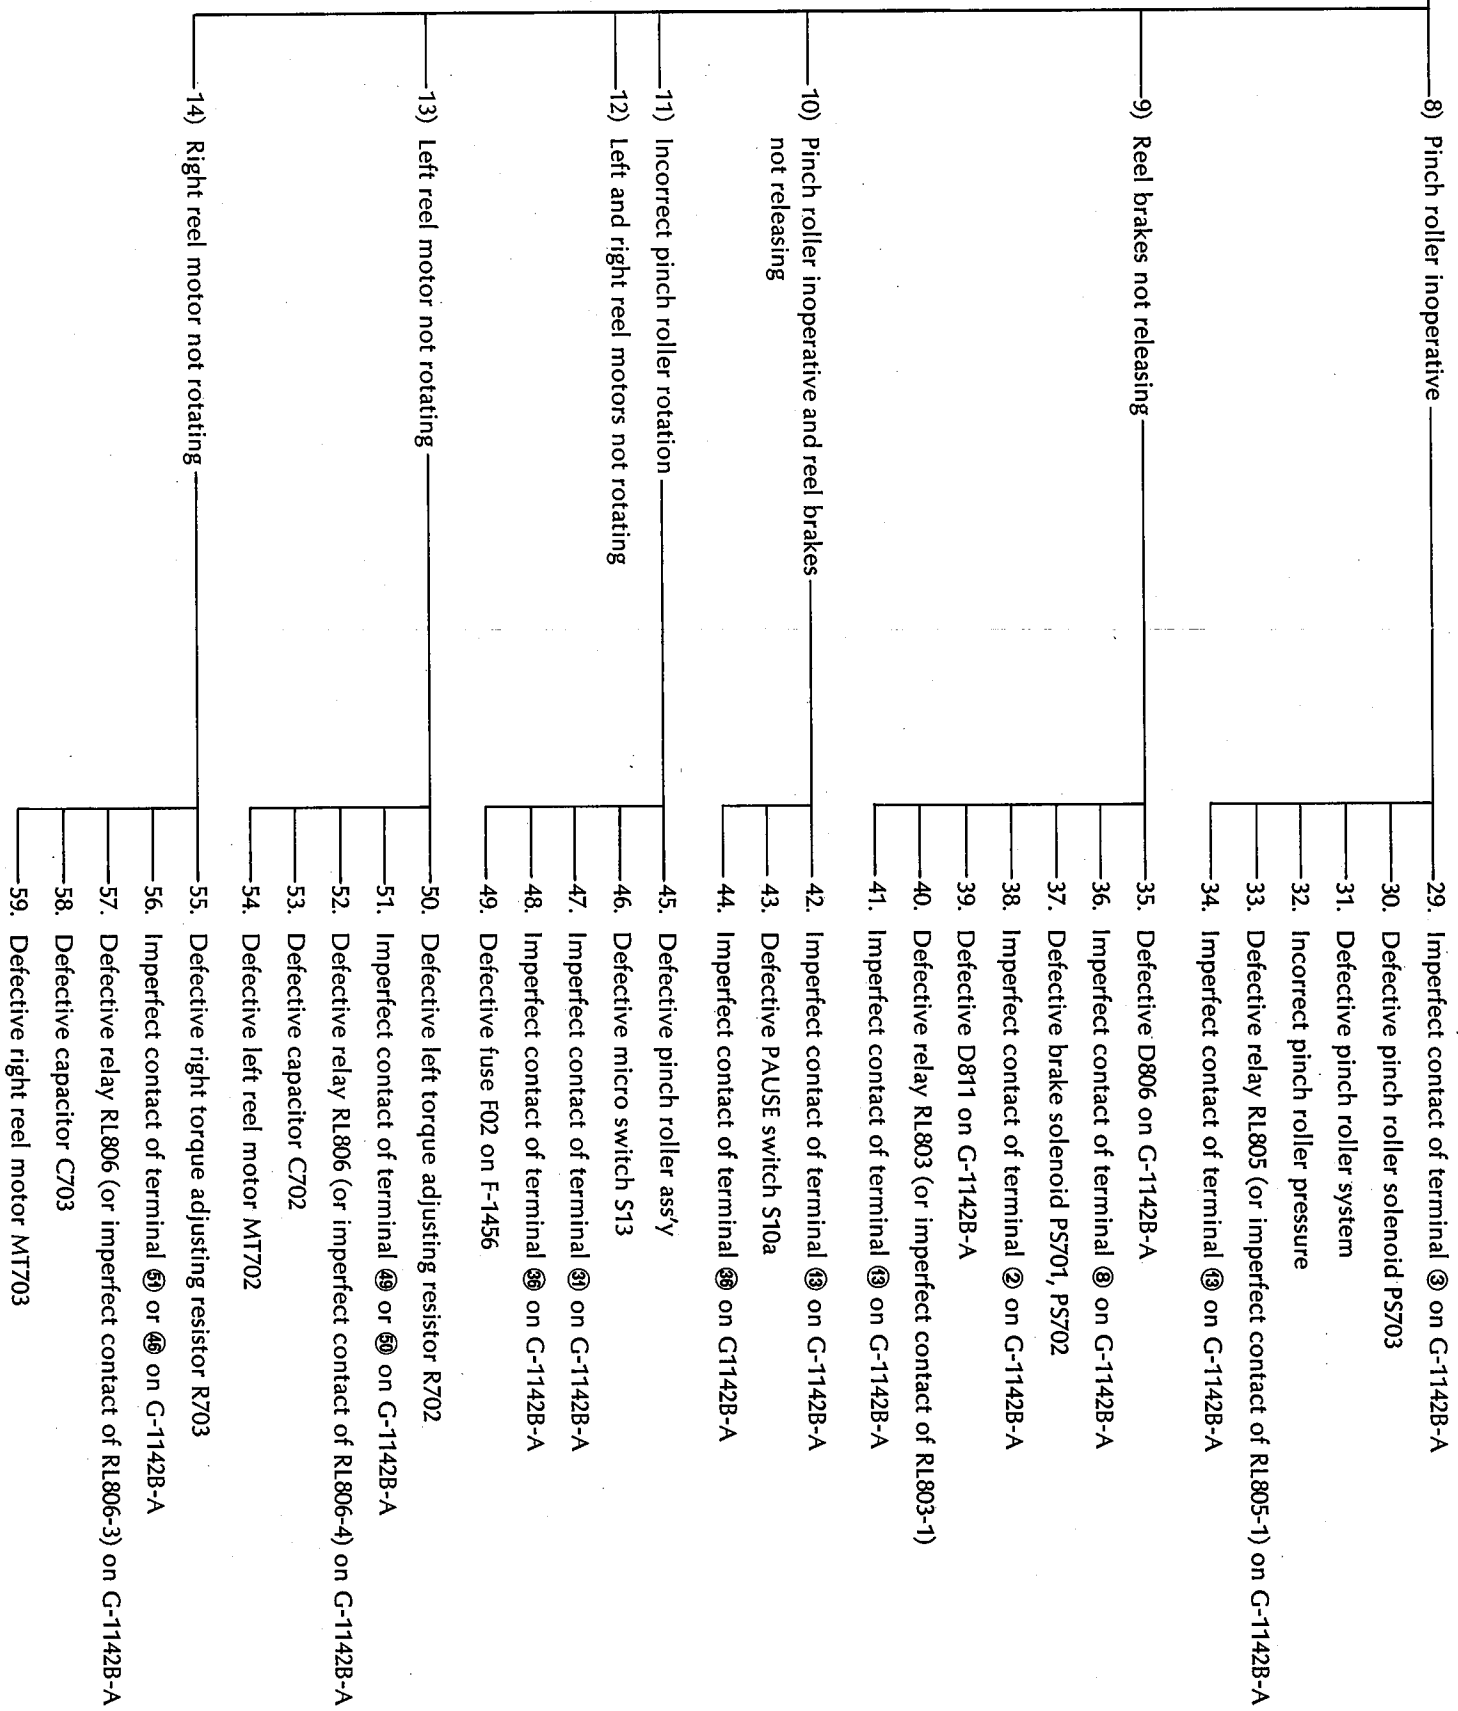 8) Pinch roller inoperative
29. Imperfect contact of terminal ③ on G-1142B-A
30. Defective pinch roller solenoid PS703
31. Defective pinch roller system
32. Incorrect pinch roller pressure
33. Defective relay RL805 (or imperfect contact of RL805-1) on G-1142B-A
34. Imperfect contact of terminal ⑬ on G-1142B-A
9) Reel brakes not releasing
35. Defective D806 on G-1142B-A
36. Imperfect contact of terminal ⑧ on G-1142B-A
37. Defective brake solenoid PS701, PS702
38. Imperfect contact of terminal ② on G-1142B-A
39. Defective D811 on G-1142B-A
40. Defective relay RL803 (or imperfect contact of RL803-1)
41. Imperfect contact of terminal ⑬ on G-1142B-A
10) Pinch roller inoperative and reel brakes
not releasing
42. Imperfect contact of terminal ⑬ on G-1142B-A
43. Defective PAUSE switch S10a
44. Imperfect contact of terminal ㊱ on G1142B-A
11) Incorrect pinch roller rotation
45. Defective pinch roller ass'y
12) Left and right reel motors not rotating
46. Defective micro switch S13
47. Imperfect contact of terminal ㉛ on G-1142B-A
48. Imperfect contact of terminal ㊱ on G-1142B-A
49. Defective fuse F02 on F-1456
13) Left reel motor not rotating
50. Defective left torque adjusting resistor R702
51. Imperfect contact of terminal ㊾ or ㊿ on G-1142B-A
52. Defective relay RL806 (or imperfect contact of RL806-4) on G-1142B-A
53. Defective capacitor C702
54. Defective left reel motor MT702
14) Right reel motor not rotating
55. Defective right torque adjusting resistor R703
56. Imperfect contact of terminal (51) or ㊻ on G-1142B-A
57. Defective relay RL806 (or imperfect contact of RL806-3) on G-1142B-A
58. Defective capacitor C703
59. Defective right reel motor MT703